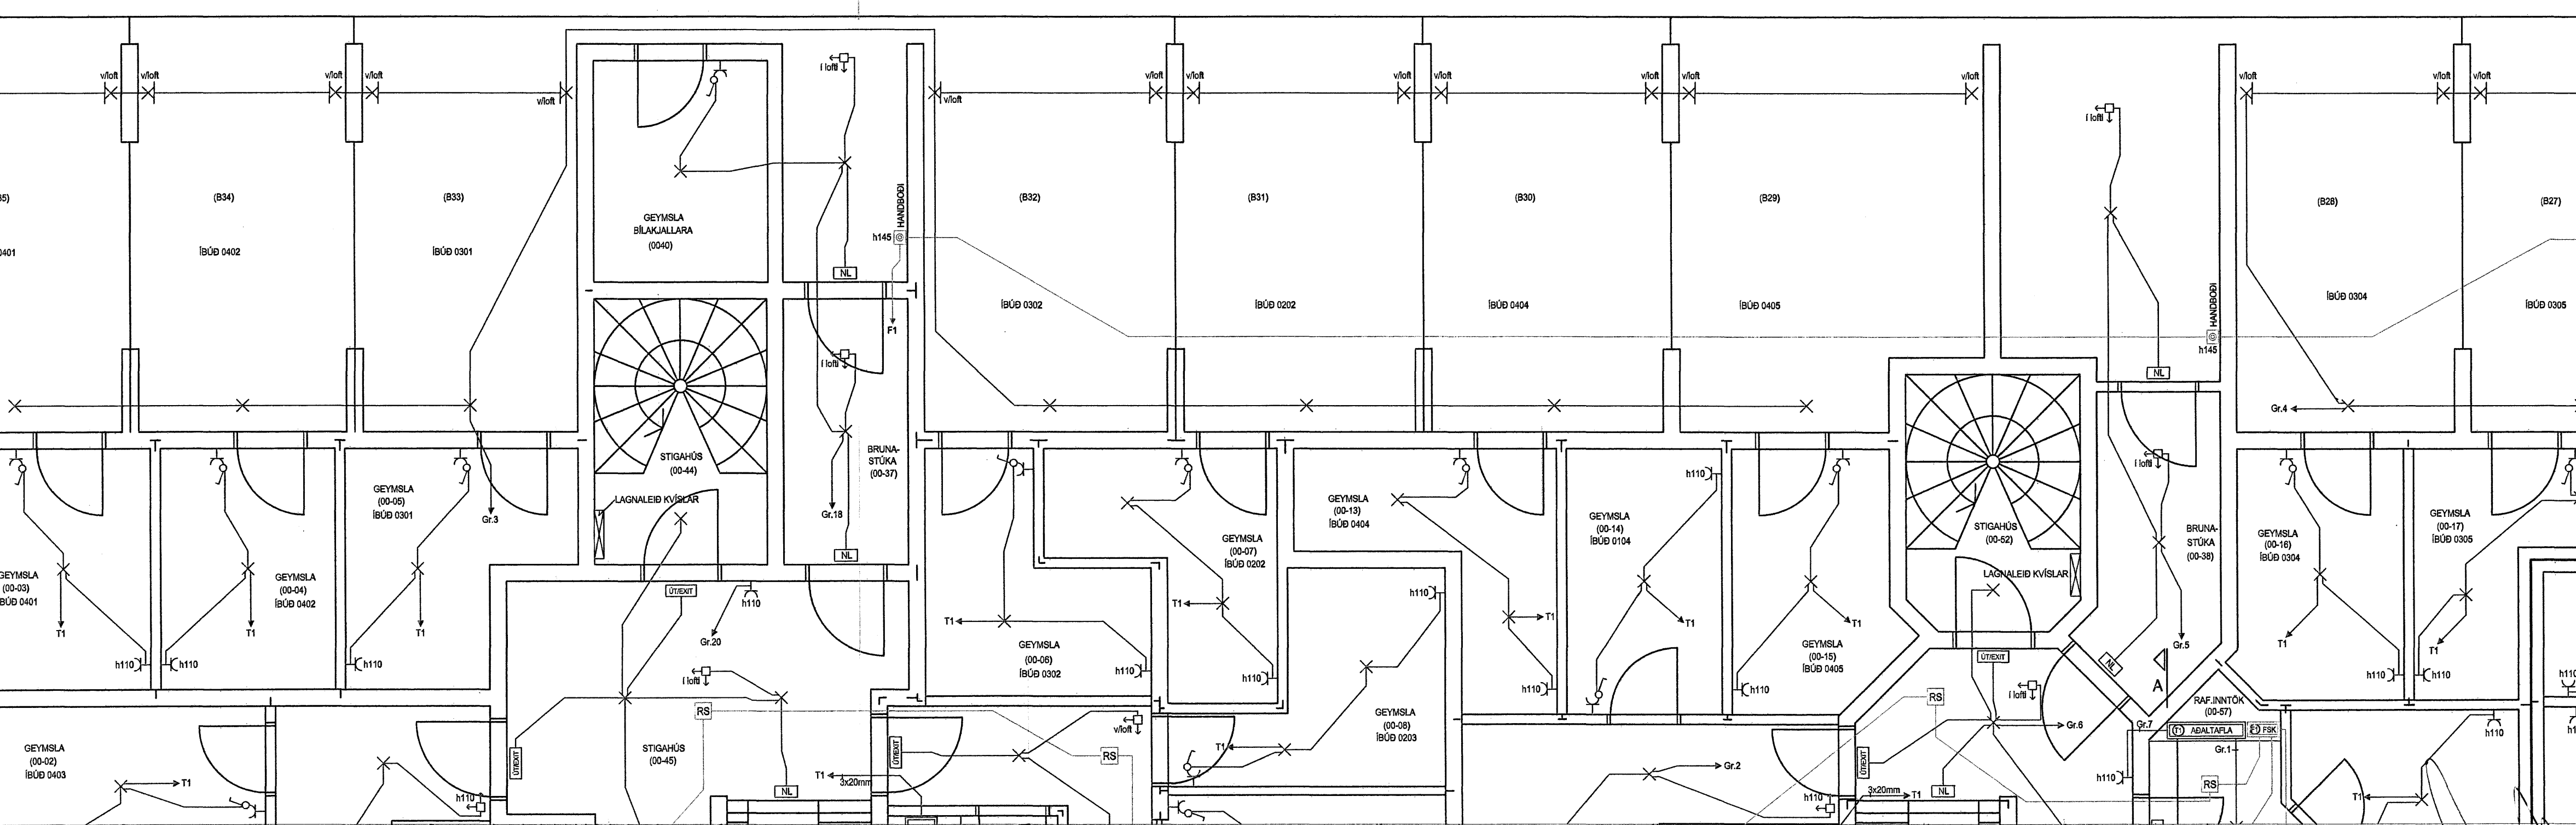 v/loft
v/loft
v/loft
v/loft
v/loft
Í lofti
v/loft
v/loft
v/loft
v/loft
v/loft
v/loft
v/loft
v/loft
v/loft
v/loft
v/loft
Í lofti
(B34)
ÍBÚÐ 0402
(B33)
ÍBÚÐ 0301
0401
GEYMSLA
BÍLAKJALLARA
(0040)
HANDBOÐI
h145
NL
F1
(B32)
ÍBÚÐ 0302
(B31)
ÍBÚÐ 0202
(B30)
ÍBÚÐ 0404
(B29)
ÍBÚÐ 0405
HANDBOÐI
h145
NL
(B28)
ÍBÚÐ 0304
(B27)
ÍBÚÐ 0305
Gr.4
Í lofti
BRUNA-
STÚKA
(00-37)
Gr.18
NL
STIGAHÚS
(00-44)
LAGNALEIÐ KVÍSLAR
GEYMSLA
(00-03)
ÍBÚÐ 0401
T1
h110
GEYMSLA
(00-04)
ÍBÚÐ 0402
T1
h110
GEYMSLA
(00-05)
ÍBÚÐ 0301
Gr.3
T1
h110
ÚT/EXIT
h110
Gr.20
Í lofti
RS
STIGAHÚS
(00-45)
ÚT/EXIT
NL
T1
3x20mm
T1
GEYMSLA
(00-06)
ÍBÚÐ 0302
h110
GEYMSLA
(00-07)
ÍBÚÐ 0202
T1
h110
GEYMSLA
(00-13)
ÍBÚÐ 0404
T1
h110
h110
GEYMSLA
(00-08)
ÍBÚÐ 0203
T1
GEYMSLA
(00-14)
ÍBÚÐ 0104
h110
T1
GEYMSLA
(00-15)
ÍBÚÐ 0405
T1
h110
STIGAHÚS
(00-52)
LAGNALEIÐ KVÍSLAR
Í lofti
BRUNA-
STÚKA
(00-38)
Gr.5
NL
A
GEYMSLA
(00-16)
ÍBÚÐ 0304
T1
h110
GEYMSLA
(00-17)
ÍBÚÐ 0305
T1
h110
h110
GEYMSLA
(00-02)
ÍBÚÐ 0403
T1
h110
ÚT/EXIT
v/loft
RS
Gr.2
h110
ÚT/EXIT
3x20mm
T1
ÚT/EXIT
RS
Í lofti
Gr.6
NL
h110
Gr.7
RAF.INNTÖK
(00-57)
T1
AÐALTAFLA
FSK
Gr.1
RS
T1
h110